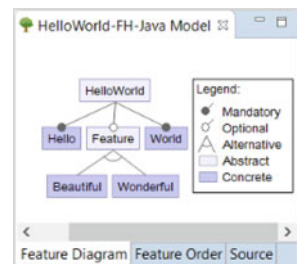 HelloWorld-FH-Java Model
HelloWorld
Hello Feature World
Beautiful Wonderful
Legend:
Mandatory
Optional
Alternative
Abstract
Concrete
Feature Diagram Feature Order Source